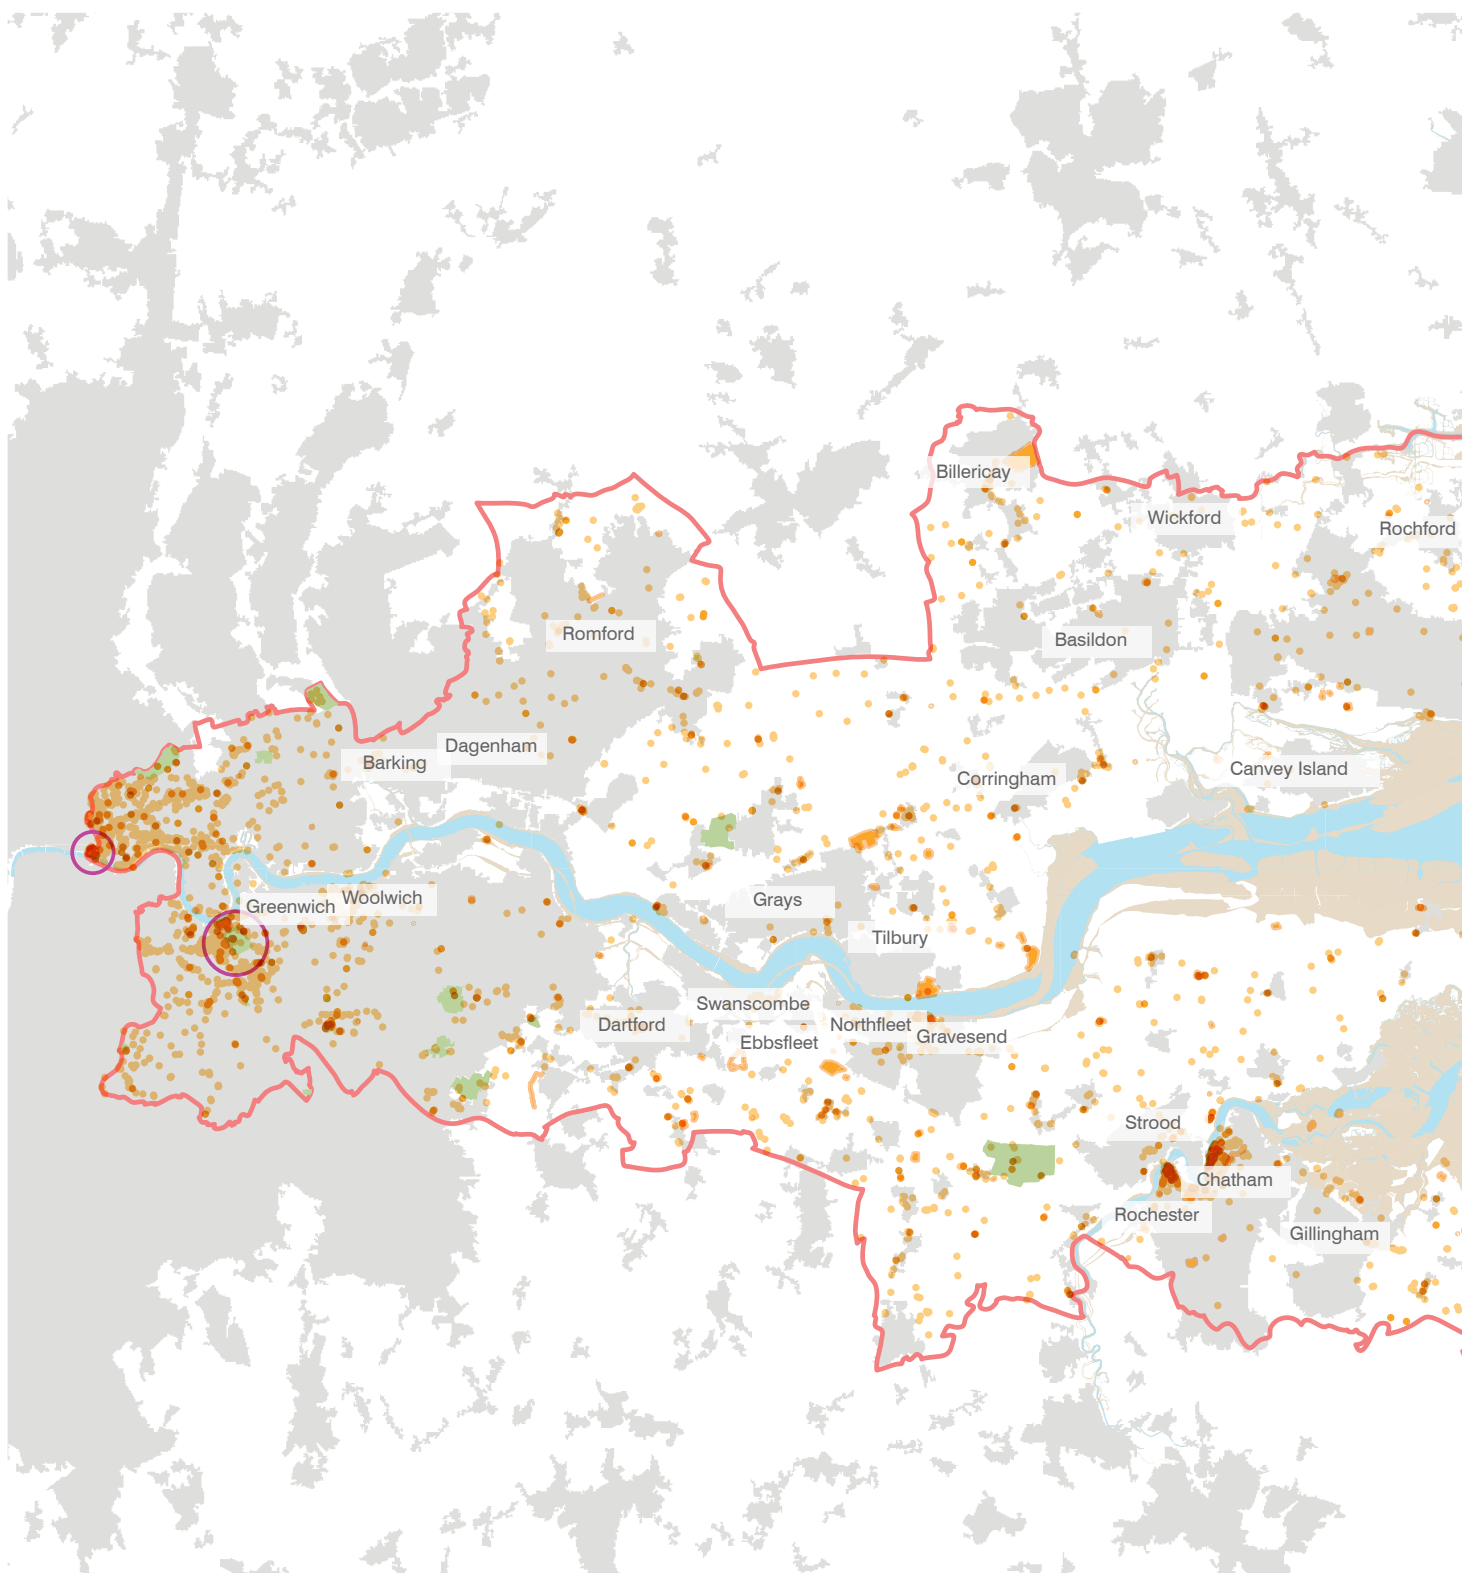 Billericay
Wickford
Rochford
Romford
Basildon
Dagenham
Barking
Canvey Island
Corringham
Woolwich
Greenwich
Grays
Tilbury
Swanscombe
Dartford
Northfleet
Gravesend
Ebbsfleet
Strood
Chatham
Rochester
Gillingham